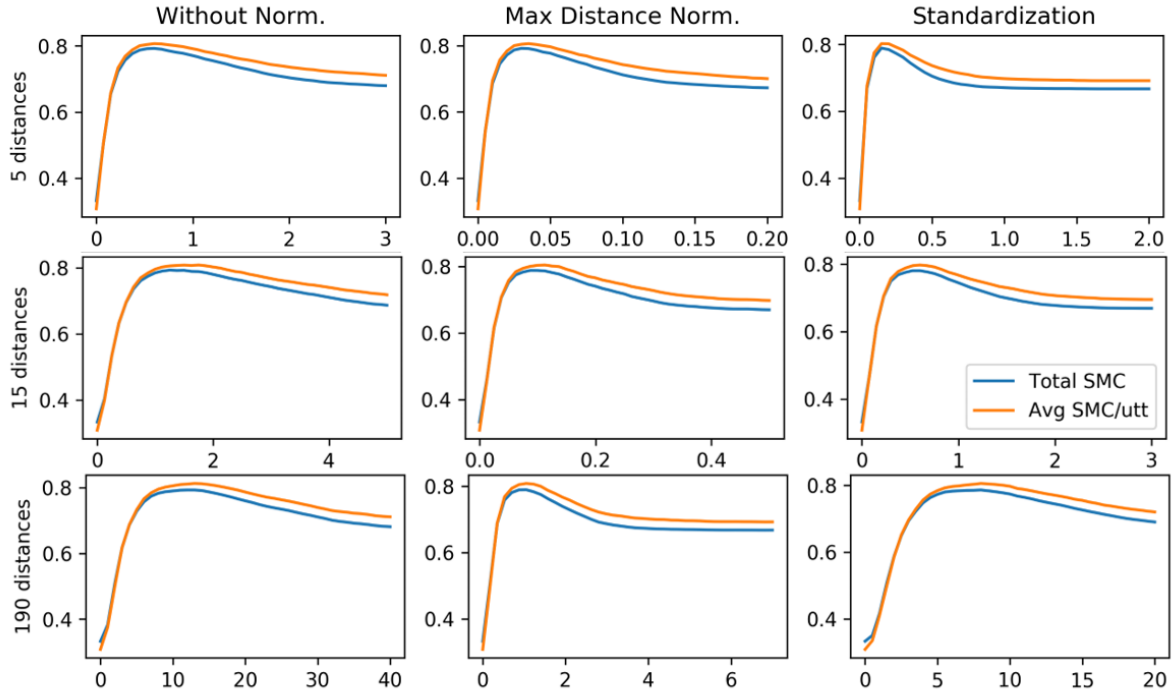 Without Norm. Max Distance Norm. Standardization
5 distances
0.8 0.6 0.4
0 1 2 3
0.8 0.6 0.4
0.00 0.05 0.10 0.15 0.20
0.8 0.6 0.4
0.0 0.5 1.0 1.5 2.0
15 distances
0.8 0.6 0.4
0 2 4
0.8 0.6 0.4
0.0 0.2 0.4
0.8 0.6 0.4
Total SMC
Avg SMC/utt
0 1 2 3
190 distances
0.8 0.6 0.4
0 10 20 30 40
0.8 0.6 0.4
0 2 4 6
0.8 0.6 0.4
0 5 10 15 20